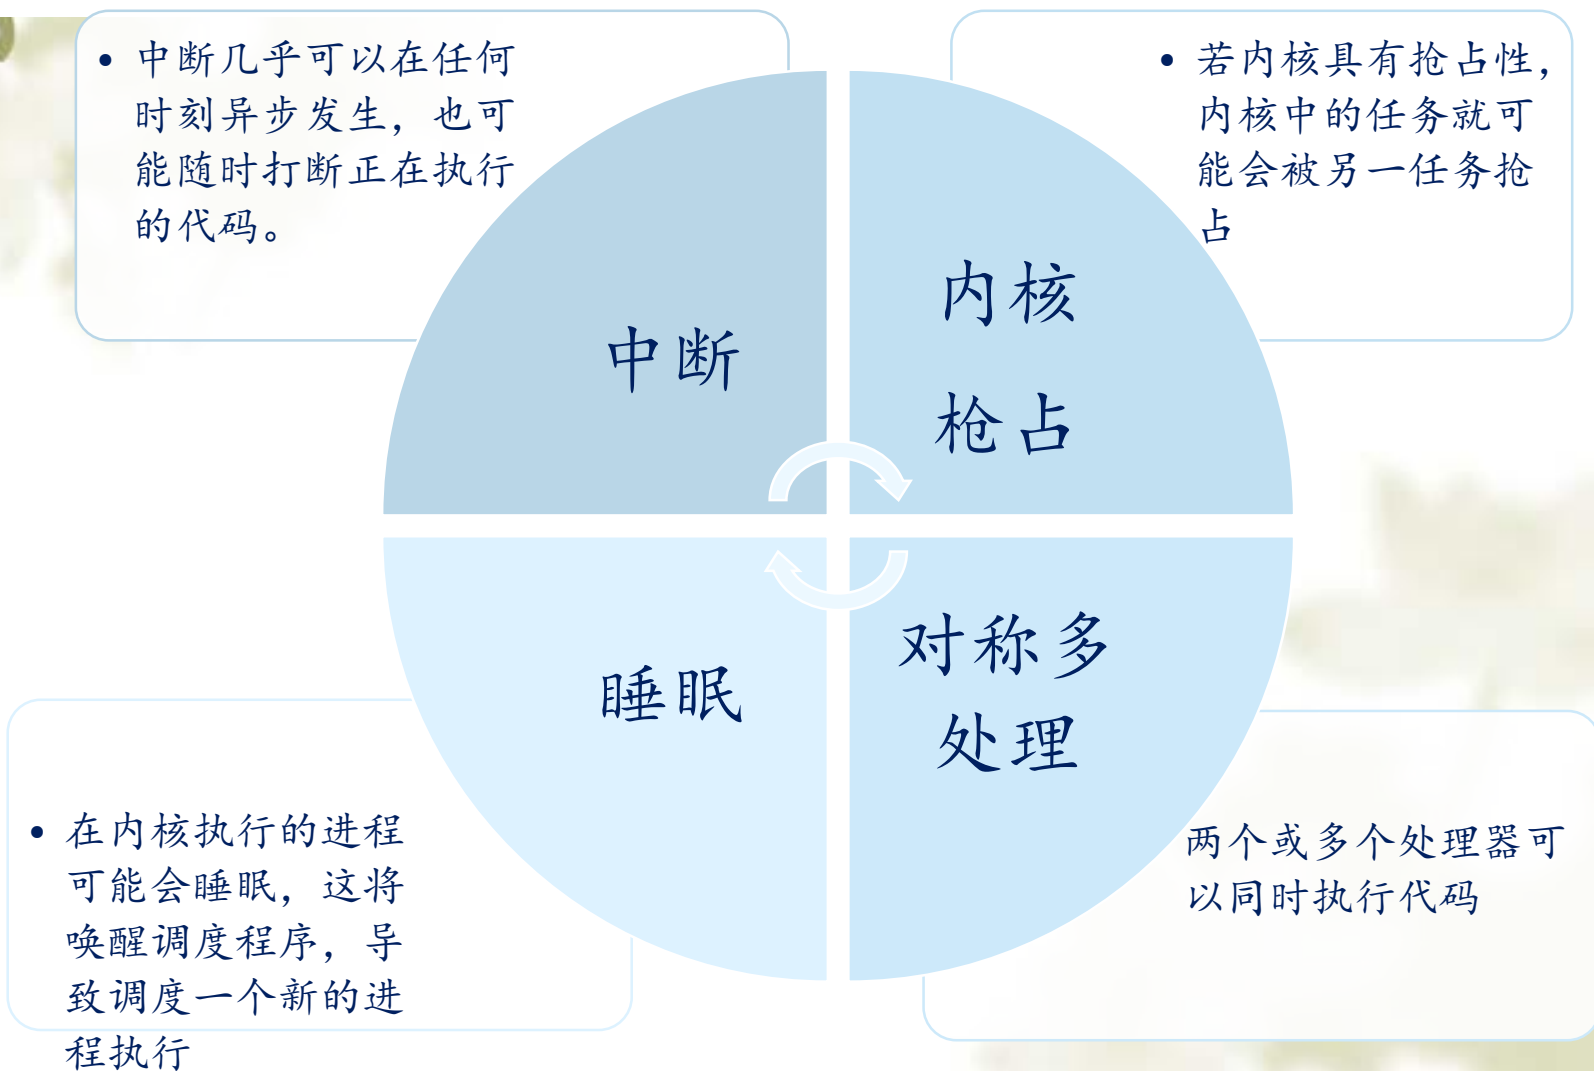 • 中断几乎可以在任何
时刻异步发生，也可
能随时打断正在执行
的代码。
• 若内核具有抢占性，
内核中的任务就可
能会被另一任务抢
占
中断
内核
枪占
睡眠
对称多
处理
• 在内核执行的进程
可能会睡眠，这将
唤醒调度程序，导
致调度一个新的进
程执行
两个或多个处理器可
以同时执行代码